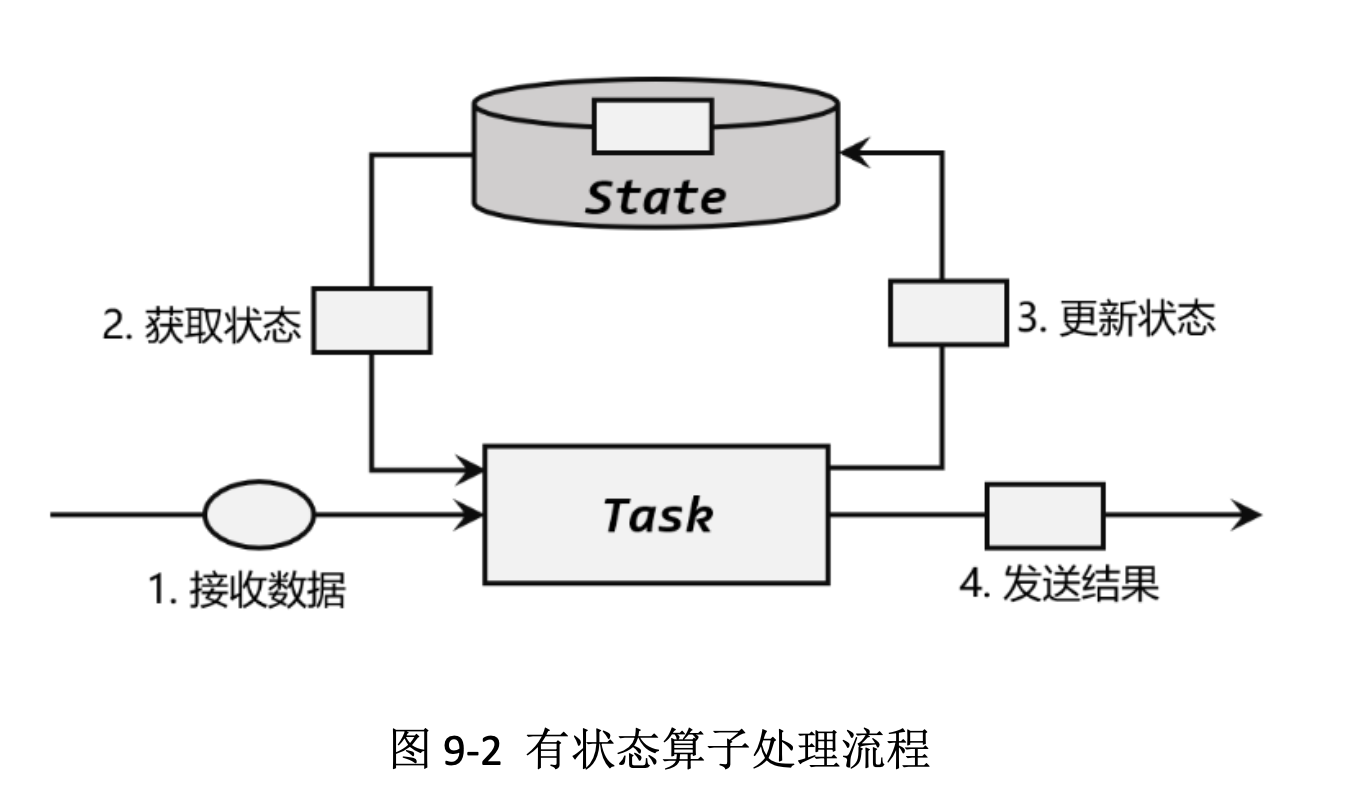 State
2. 获取状态
3. 更新状态
Task
1. 接收数据
4. 发送结果
图 9-2 有状态算子处理流程